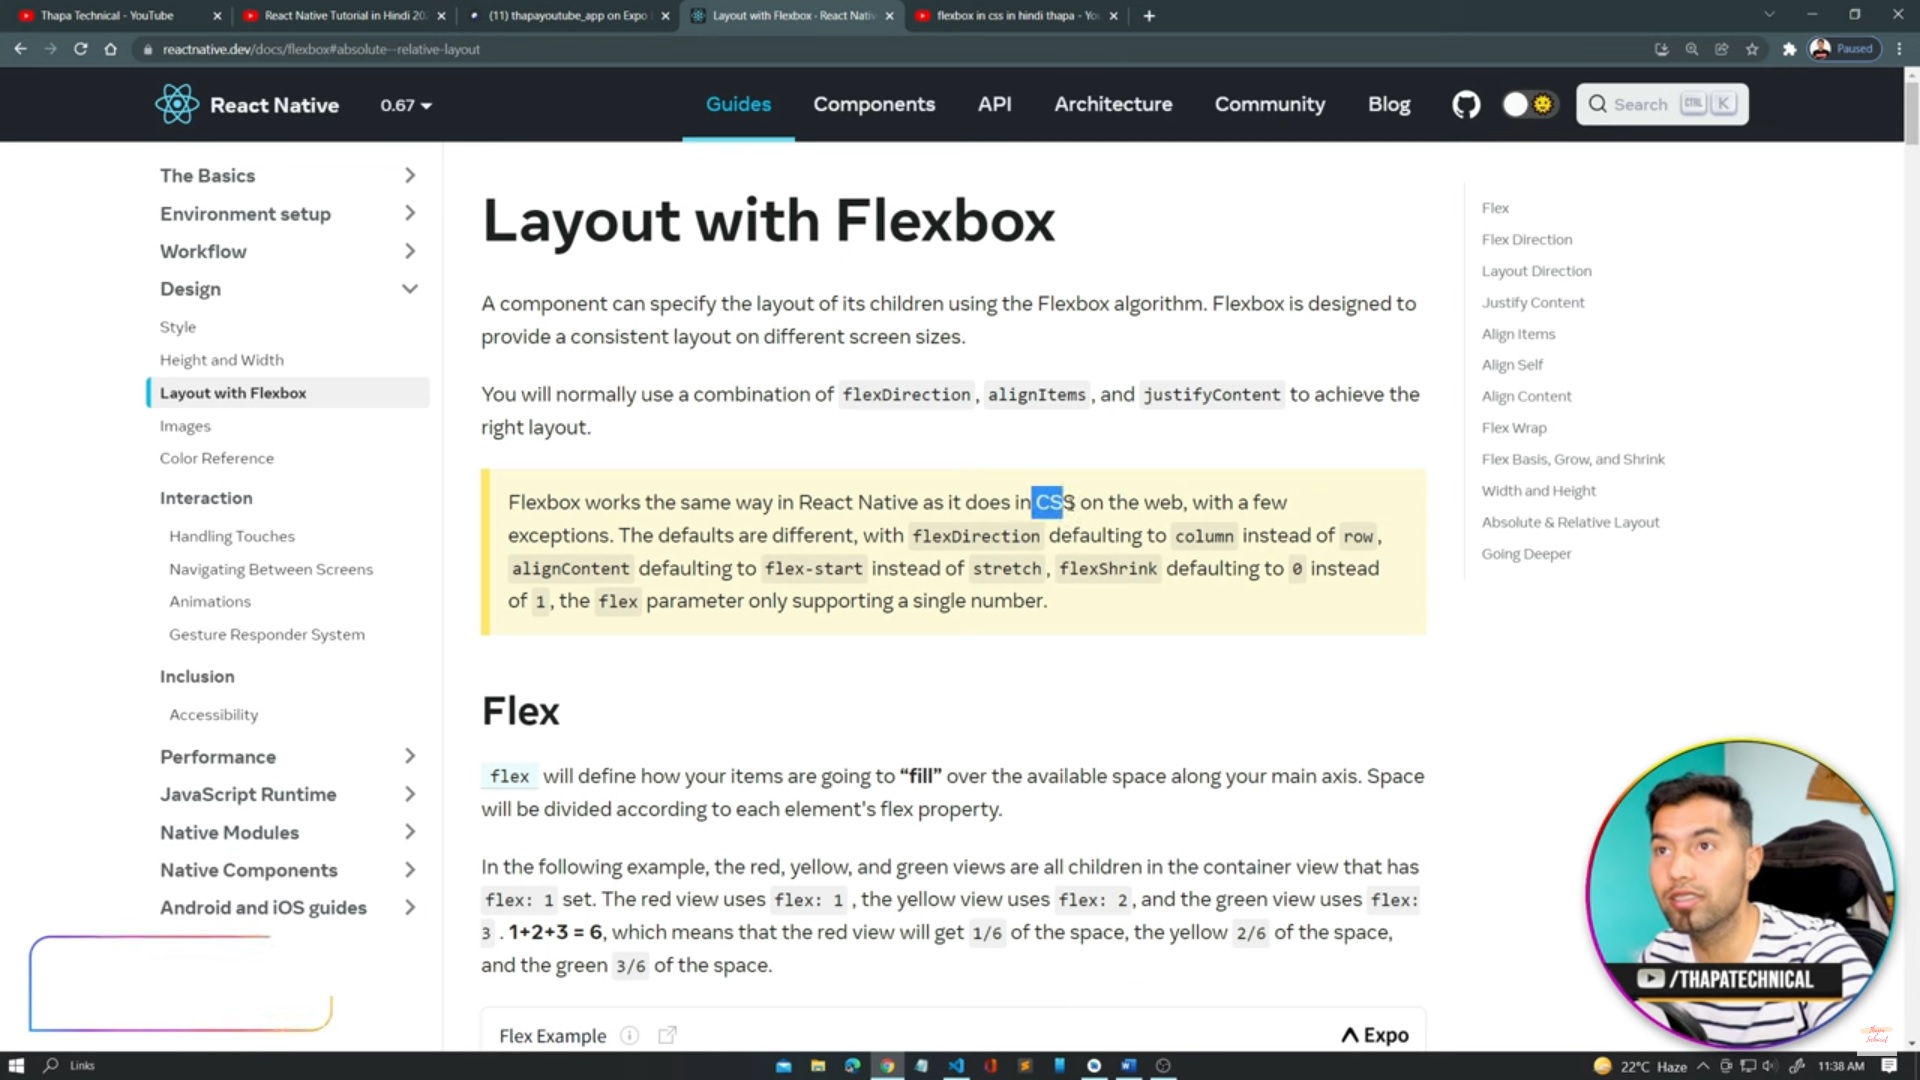 Thapa Technical - YouTube
React Native Tutorial in Hindi 202
(11) thapayoutube_app on Expo
Layout with Flexbox - React Nativ
flexbox in css in hindi thapa - Yo
reactnative.dev/docs/flexbox#absolute--relative-layout
Paused
React Native
0.67
Guides
Components
API
Architecture
Community
Blog
Search
CTRL
K
The Basics
Environment setup
Workflow
Design
Style
Height and Width
Layout with Flexbox
Images
Color Reference
Interaction
Handling Touches
Navigating Between Screens
Animations
Gesture Responder System
Inclusion
Accessibility
Performance
JavaScript Runtime
Native Modules
Native Components
Android and iOS guides
Layout with Flexbox
A component can specify the layout of its children using the Flexbox algorithm. Flexbox is designed to
provide a consistent layout on different screen sizes.
You will normally use a combination of flexDirection, alignItems, and justifyContent to achieve the
right layout.
Flexbox works the same way in React Native as it does in CSS on the web, with a few
exceptions. The defaults are different, with flexDirection defaulting to column instead of row,
alignContent defaulting to flex-start instead of stretch, flexShrink defaulting to 0 instead
of 1, the flex parameter only supporting a single number.
Flex
flex will define how your items are going to “fill” over the available space along your main axis. Space
will be divided according to each element's flex property.
In the following example, the red, yellow, and green views are all children in the container view that has
flex: 1 set. The red view uses flex: 1, the yellow view uses flex: 2, and the green view uses flex:
3. 1+2+3 = 6, which means that the red view will get 1/6 of the space, the yellow 2/6 of the space,
and the green 3/6 of the space.
Flex Example
Expo
Flex
Flex Direction
Layout Direction
Justify Content
Align Items
Align Self
Align Content
Flex Wrap
Flex Basis, Grow, and Shrink
Width and Height
Absolute & Relative Layout
Going Deeper
/THAPATECHNICAL
Links
22°C Haze
11:38 AM